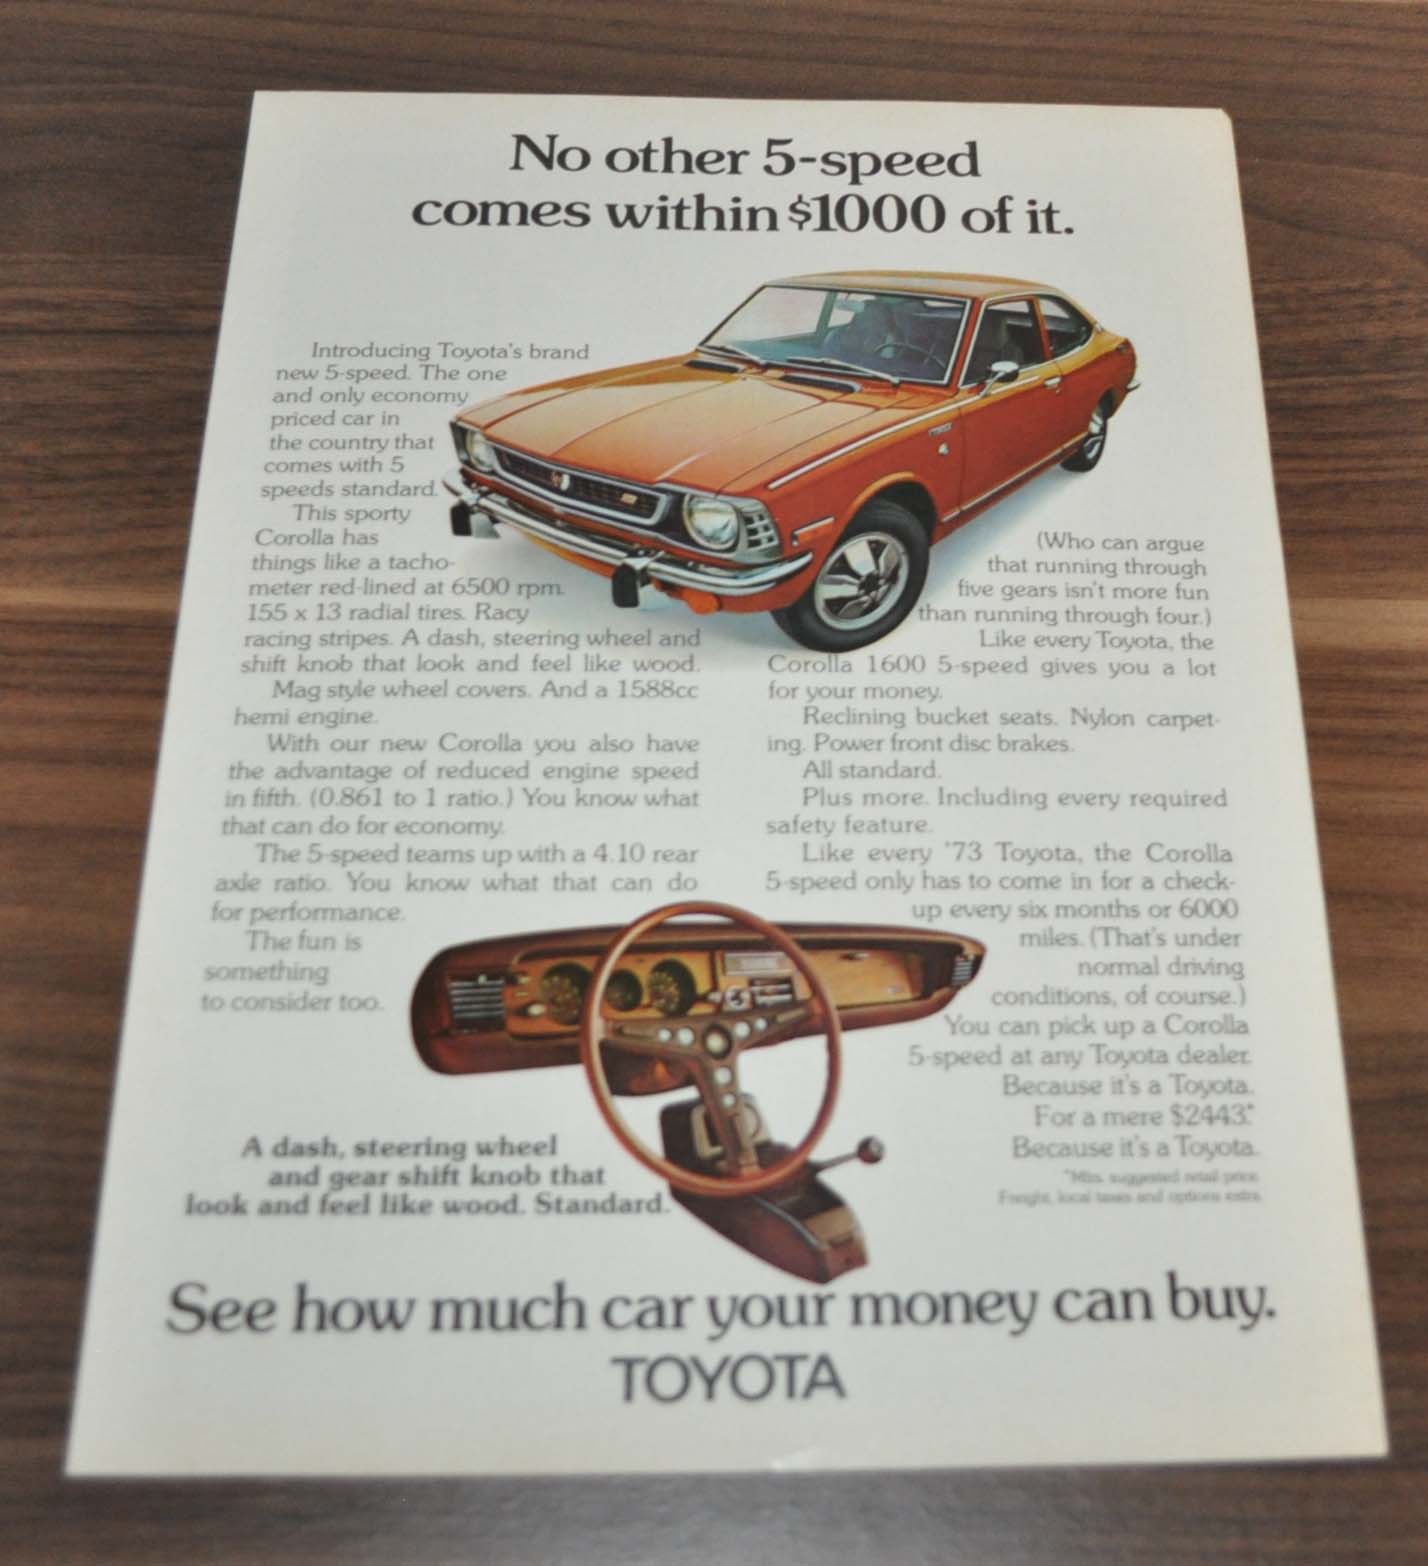 No other 5-speed
comes within $1000 of it.
Introducing Toyota's brand
new 5-speed. The one
and only economy
priced car in
the country that
comes with 5
speeds standard.
This sporty
Corolla has
things like a tacho-
meter red-lined at 6500 rpm.
155 x 13 radial tires. Racy
racing stripes. A dash, steering wheel and
shift knob that look and feel like wood.
Mag style wheel covers. And a 1588cc
hemi engine.
With our new Corolla you also have
the advantage of reduced engine speed
in fifth. (0.861 to 1 ratio.) You know what
that can do for economy.
The 5-speed teams up with a 4.10 rear
axle ratio. You know what that can do
for performance.
The fun is
something
to consider too.
(Who can argue
that running through
five gears isn't more fun
than running through four.)
Like every Toyota, the
Corolla 1600 5-speed gives you a lot
for your money.
Reclining bucket seats. Nylon carpet-
ing. Power front disc brakes.
All standard.
Plus more. Including every required
safety feature.
Like every '73 Toyota, the Corolla
5-speed only has to come in for a check-
up every six months or 6000
miles. (That's under
normal driving
conditions, of course.)
You can pick up a Corolla
5-speed at any Toyota dealer.
Because it's a Toyota.
For a mere $2443.*
Because it's a Toyota.
*Mfrs. suggested retail price.
Freight, local taxes and options extra.
A dash, steering wheel
and gear shift knob that
look and feel like wood. Standard.
See how much car your money can buy.
TOYOTA